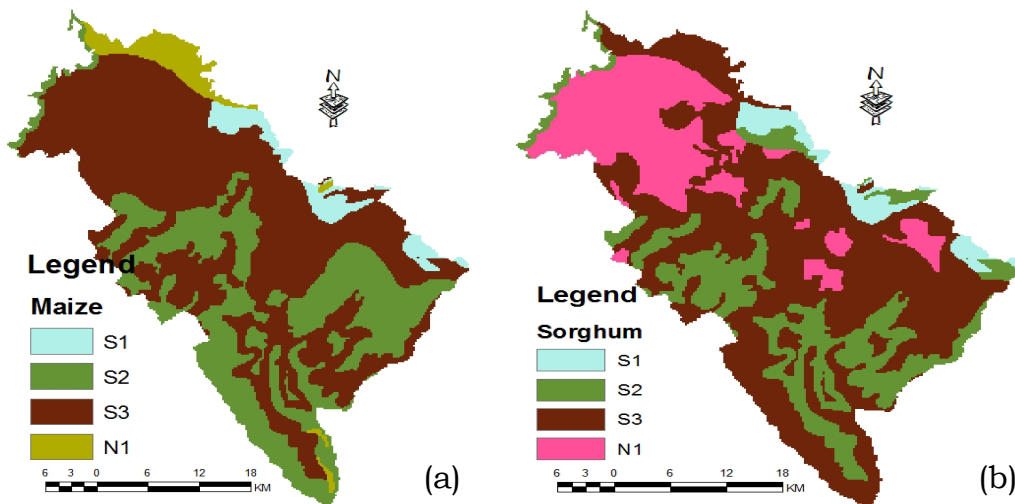 N
Legend
Maize
S1
S2
S3
N1
6 3 0 6 12 18
KM
(a)
N
Legend
Sorghum
S1
S2
S3
N1
6 3 0 6 12 18
KM
(b)